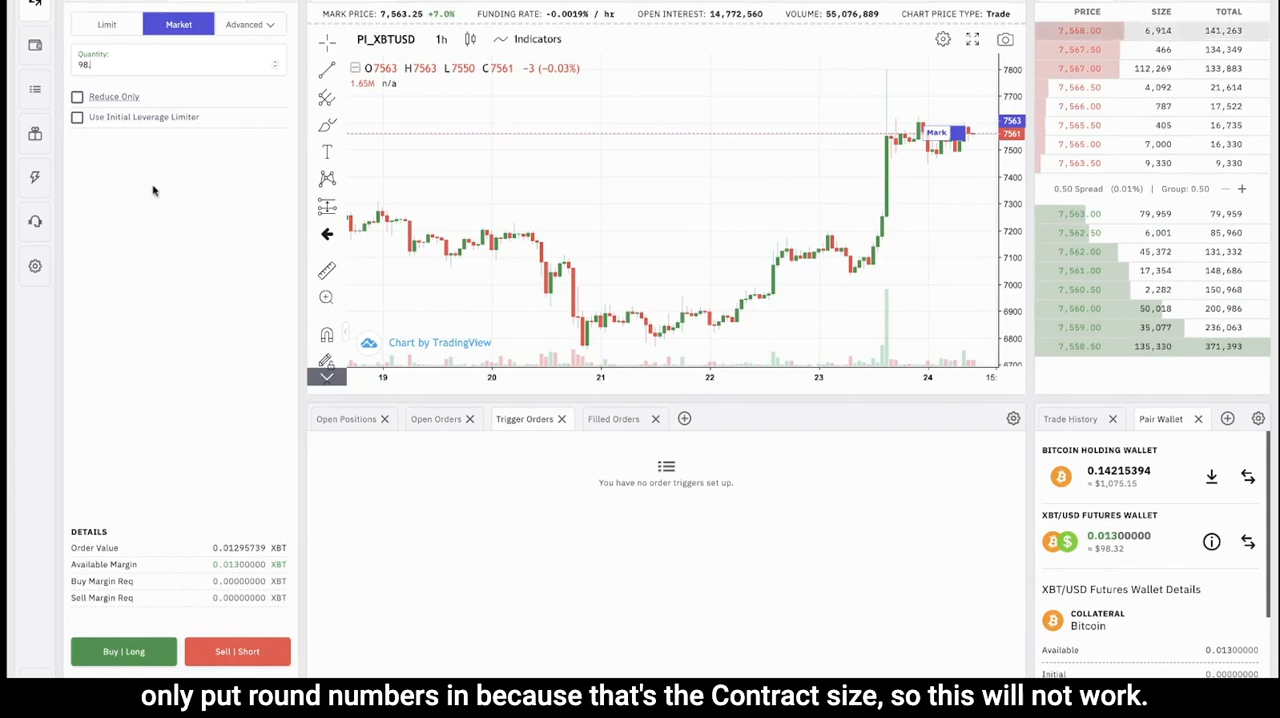 Limit Market Advanced
Quantity:
98.
Reduce Only
Use Initial Leverage Limiter
DETAILS
Order Value 0.01295739 XBT
Available Margin 0.01300000 XBT
Buy Margin Req 0.00000000 XBT
Sell Margin Req 0.00000000 XBT
Buy | Long Sell | Short
MARK PRICE: 7,563.25 +7.0% FUNDING RATE: -0.0019% / hr OPEN INTEREST: 14,772,560 VOLUME: 55,076,889 CHART PRICE TYPE: Trade
PI_XBTUSD 1h Indicators
O7563 H7563 L7550 C7561 -3 (-0.03%)
1.65M n/a
7800
7700
7563
Mark
7561
7500
7400
7300
7200
7100
7000
6900
6800
6700
Chart by TradingView
19 20 21 22 23 24 15:
Open Positions Open Orders Trigger Orders Filled Orders
You have no order triggers set up.
PRICE SIZE TOTAL
7,568.00 6,914 141,263
7,567.50 466 134,349
7,567.00 112,269 133,883
7,566.50 4,092 21,614
7,566.00 787 17,522
7,565.50 405 16,735
7,565.00 7,000 16,330
7,563.50 9,330 9,330
0.50 Spread (0.01%) | Group: 0.50 — +
7,563.00 79,959 79,959
7,562.50 6,001 85,960
7,562.00 45,372 131,332
7,561.00 17,354 148,686
7,560.50 2,282 150,968
7,560.00 50,018 200,986
7,559.00 35,077 236,063
7,558.50 135,330 371,393
Trade History Pair Wallet
BITCOIN HOLDING WALLET
0.14215394
≈ $1,075.15
XBT/USD FUTURES WALLET
0.01300000
≈ $98.32
XBT/USD Futures Wallet Details
COLLATERAL
Bitcoin
Available 0.01300000
Initial 0.00000000
only put round numbers in because that's the Contract size, so this will not work.